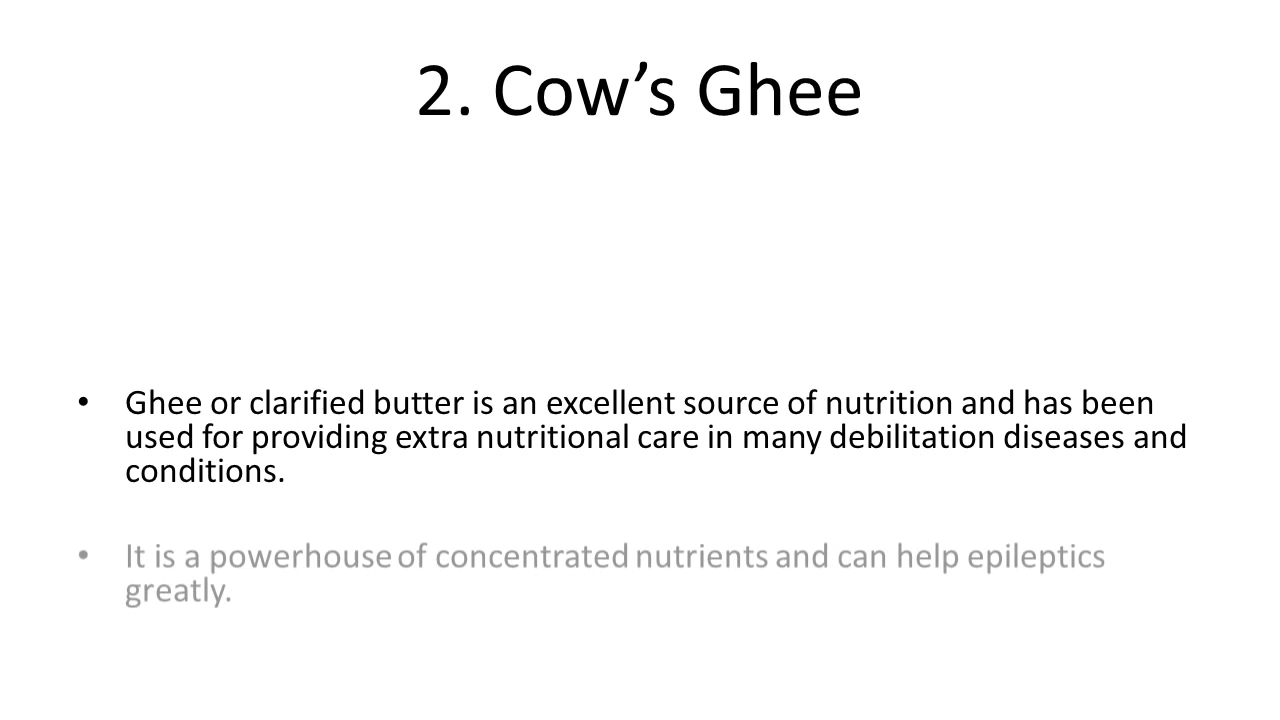 2. Cow’s Ghee
• Ghee or clarified butter is an excellent source of nutrition and has been
used for providing extra nutritional care in many debilitation diseases and
conditions.
• It is a powerhouse of concentrated nutrients and can help epileptics
greatly.